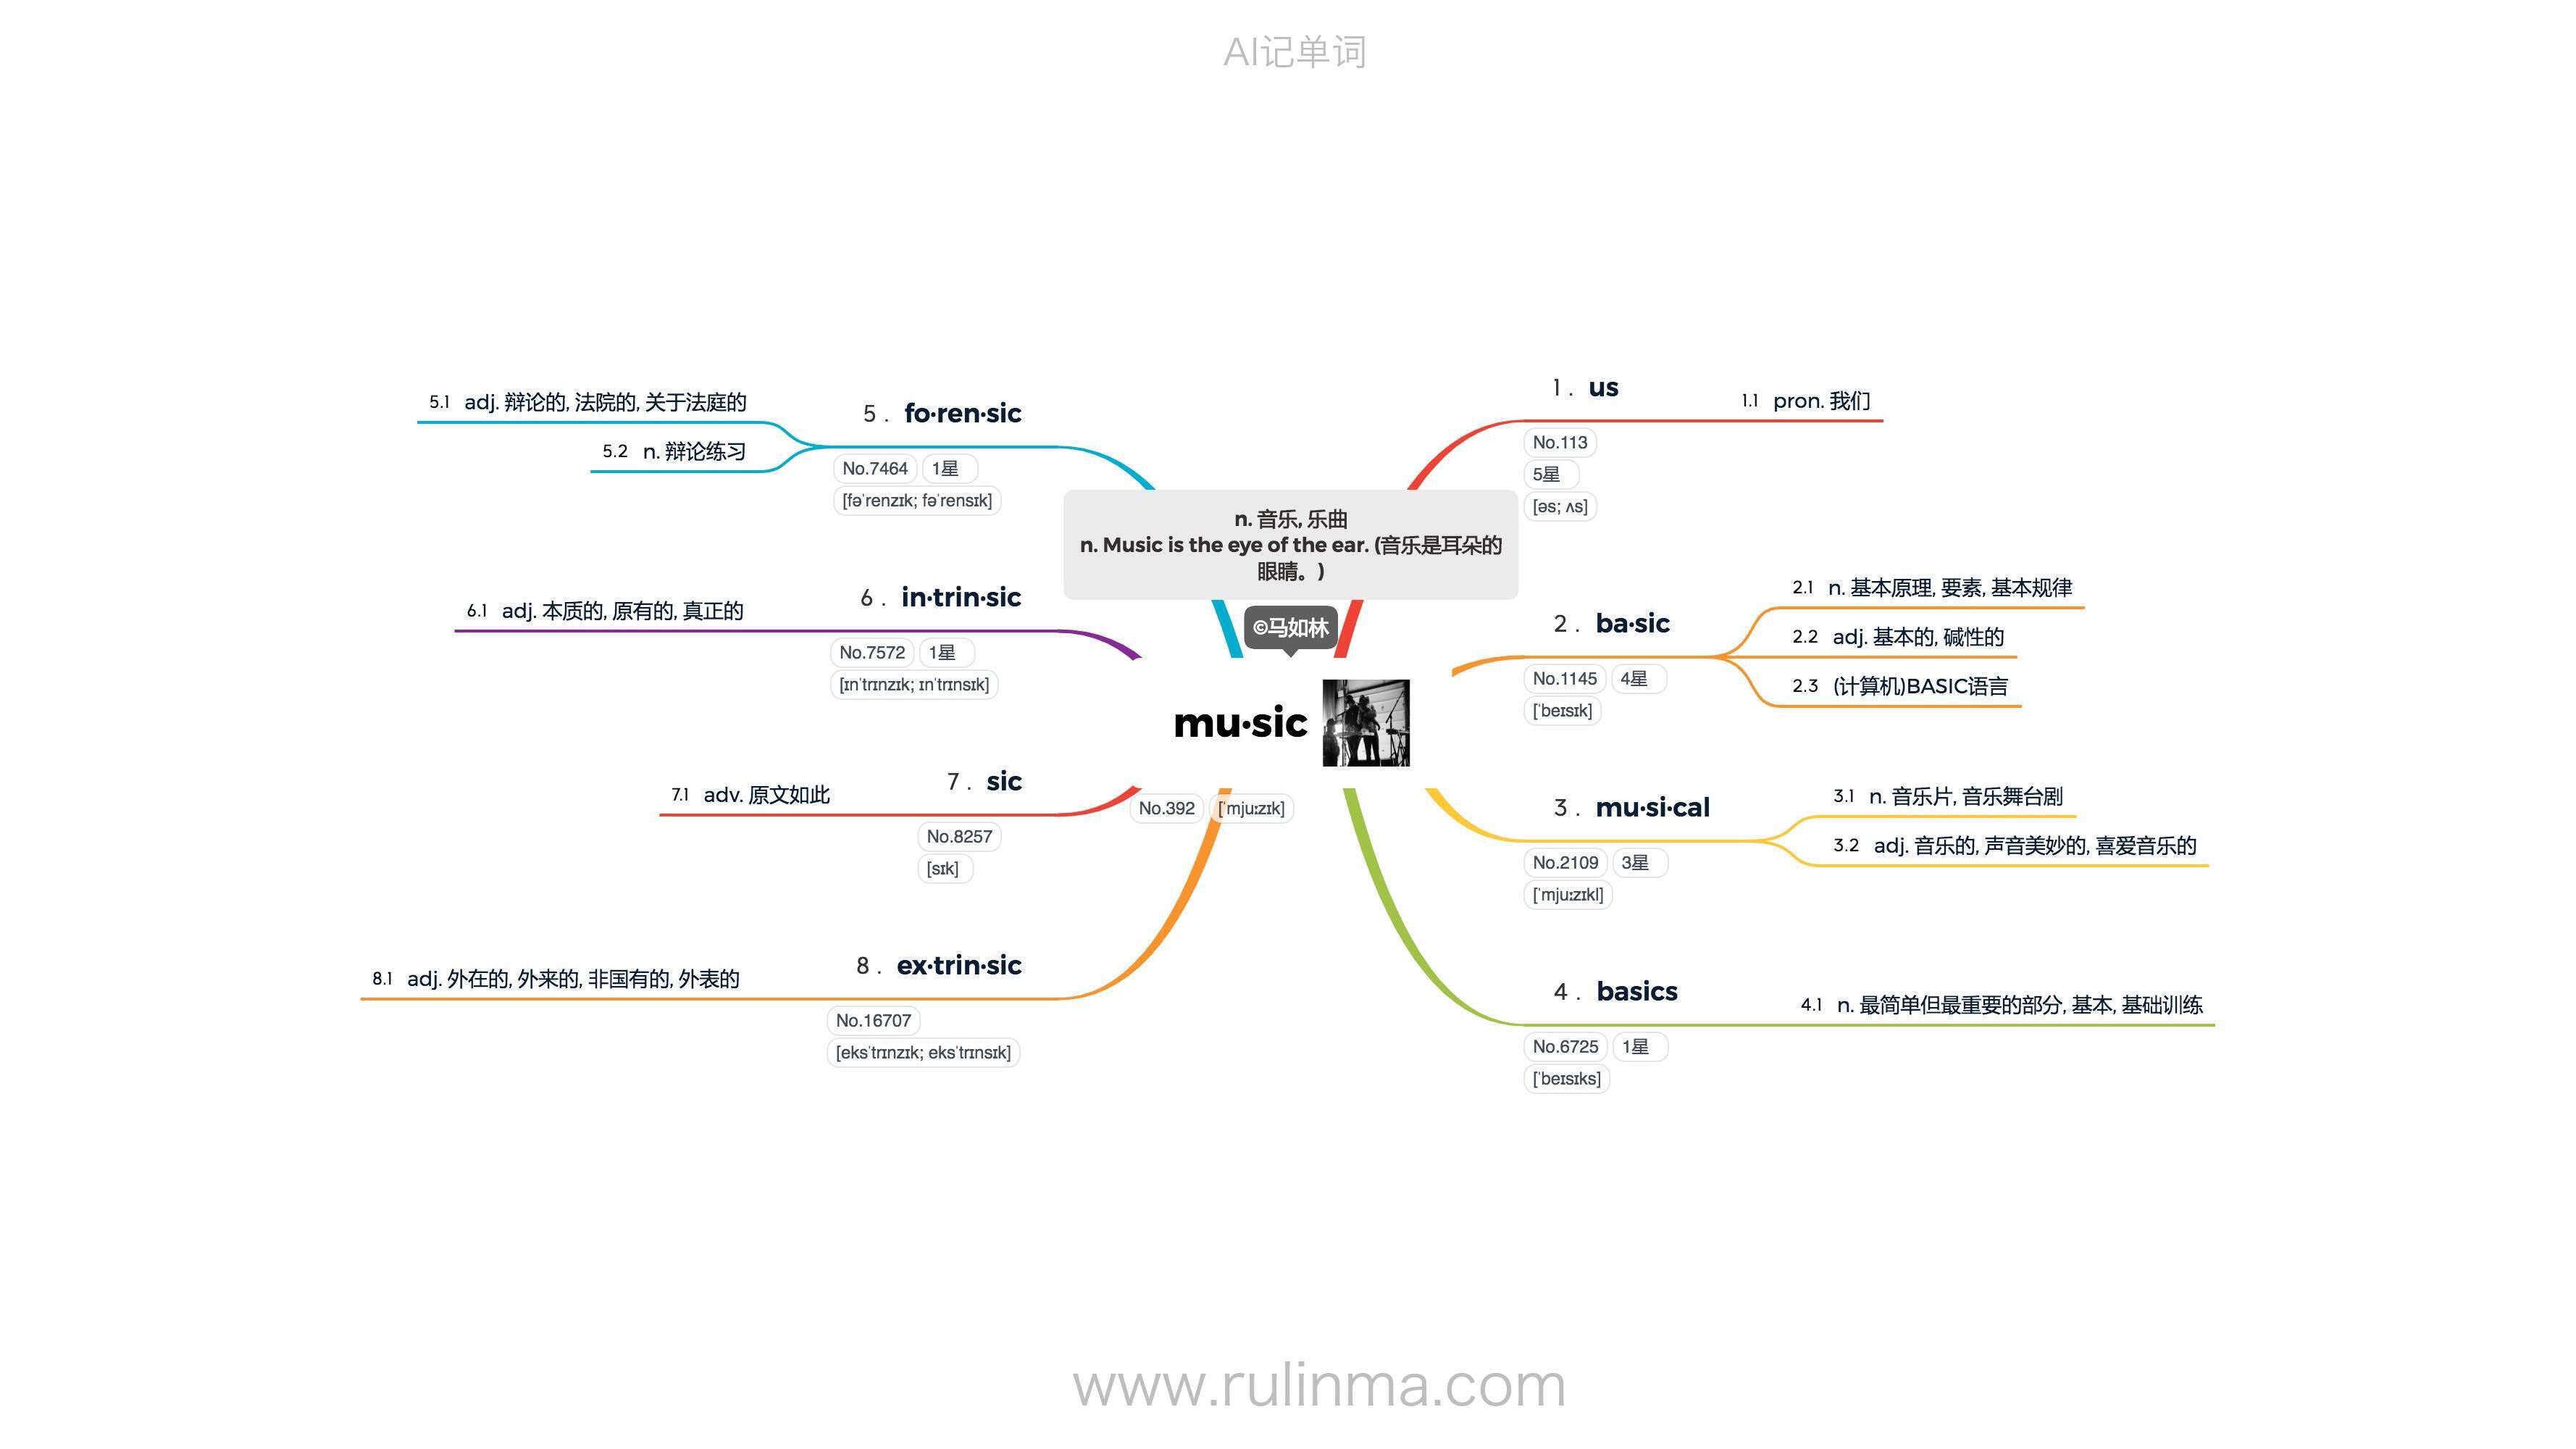 AI记单词
n. 音乐, 乐曲
n. Music is the eye of the ear. (音乐是耳朵的
眼睛。)
©马如林
mu·sic
No.392 [ˈmjuːzɪk]
1 . us
No.113
5星
[əs; ʌs]
1.1 pron. 我们
2 . ba·sic
No.1145 4星
[ˈbeɪsɪk]
2.1 n. 基本原理, 要素, 基本规律
2.2 adj. 基本的, 碱性的
2.3 (计算机)BASIC语言
3 . mu·si·cal
No.2109 3星
[ˈmjuːzɪkl]
3.1 n. 音乐片, 音乐舞台剧
3.2 adj. 音乐的, 声音美妙的, 喜爱音乐的
4 . basics
No.6725 1星
[ˈbeɪsɪks]
4.1 n. 最简单但最重要的部分, 基本, 基础训练
5 . fo·ren·sic
No.7464 1星
[fəˈrenzɪk; fəˈrensɪk]
5.1 adj. 辩论的, 法院的, 关于法庭的
5.2 n. 辩论练习
6 . in·trin·sic
No.7572 1星
[ɪnˈtrɪnzɪk; ɪnˈtrɪnsɪk]
6.1 adj. 本质的, 原有的, 真正的
7 . sic
No.8257
[sɪk]
7.1 adv. 原文如此
8 . ex·trin·sic
No.16707
[eksˈtrɪnzɪk; eksˈtrɪnsɪk]
8.1 adj. 外在的, 外来的, 非国有的, 外表的
www.rulinma.com